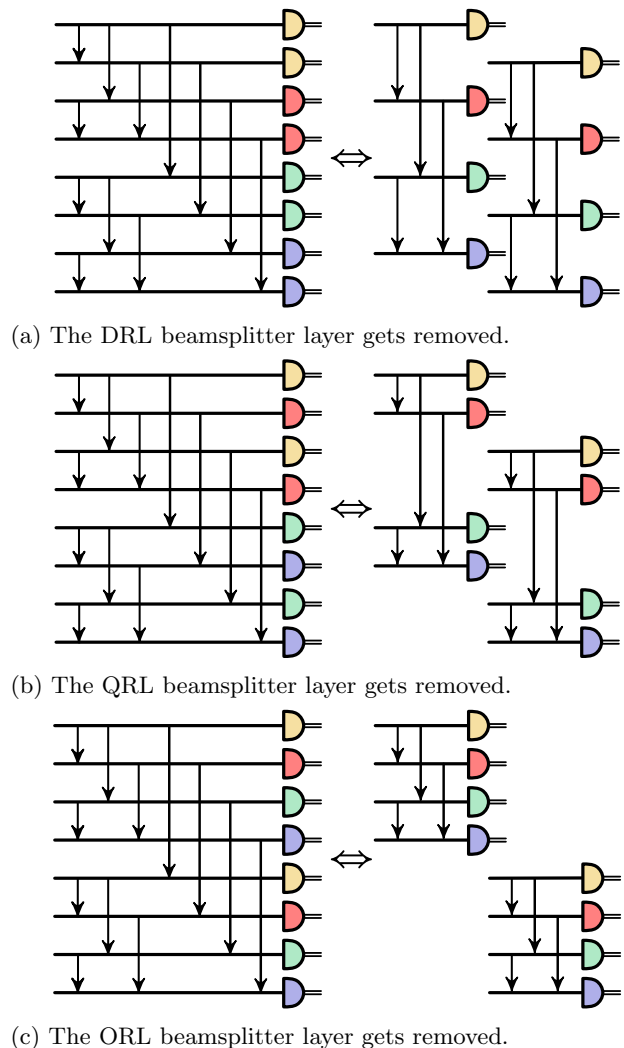 (a) The DRL beamsplitter layer gets removed.
(b) The QRL beamsplitter layer gets removed.
(c) The ORL beamsplitter layer gets removed.